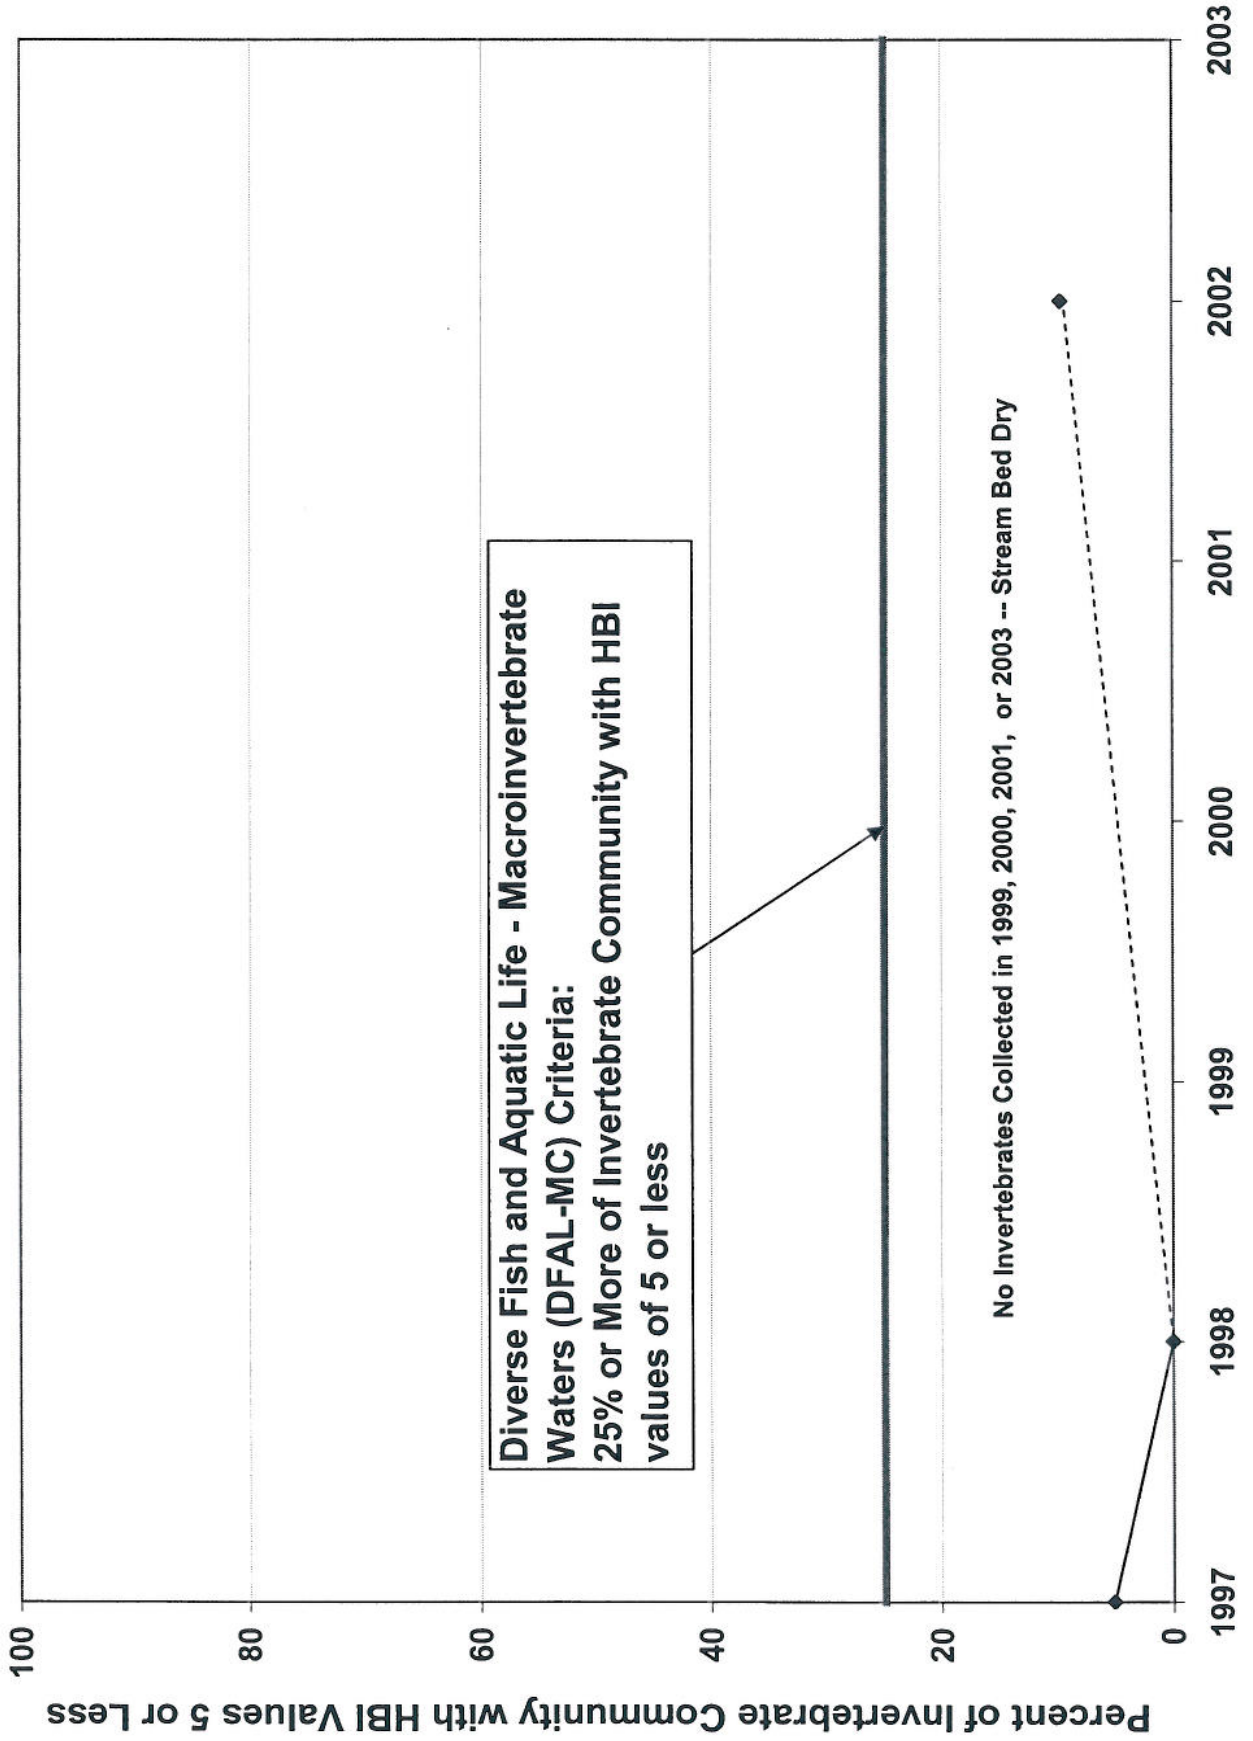 Percent of Invertebrate Community with HBI Values 5 or Less
100
80
60
40
20
0
Diverse Fish and Aquatic Life - Macroinvertebrate
Waters (DFAL-MC) Criteria:
25% or More of Invertebrate Community with HBI
values of 5 or less
No Invertebrates Collected in 1999, 2000, 2001, or 2003 -- Stream Bed Dry
1997
1998
1999
2000
2001
2002
2003